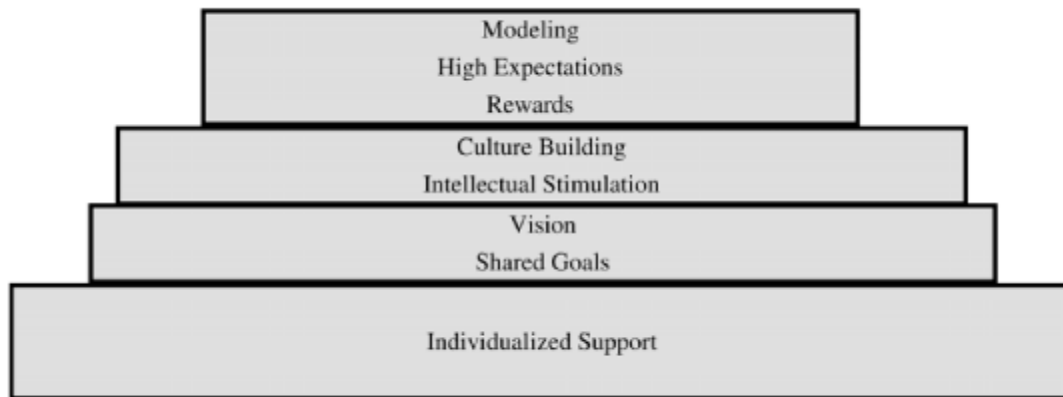 Modeling
High Expectations
Rewards
Culture Building
Intellectual Stimulation
Vision
Shared Goals
Individualized Support